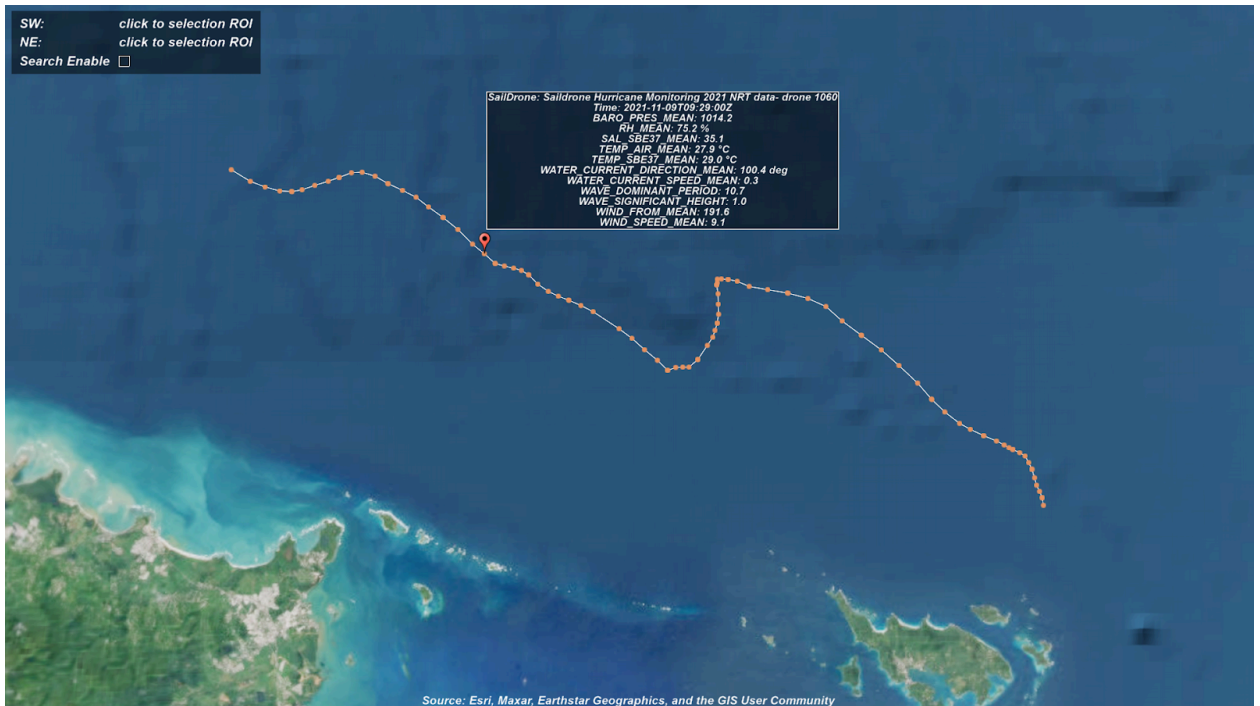 SW: click to selection ROI
NE: click to selection ROI
Search Enable
SailDrone: Saildrone Hurricane Monitoring 2021 NRT data- drone 1060
Time: 2021-11-09T09:29:00Z
BARO_PRES_MEAN: 1014.2
RH_MEAN: 75.2 %
SAL_SBE37_MEAN: 35.1
TEMP_AIR_MEAN: 27.9 °C
TEMP_SBE37_MEAN: 29.0 °C
WATER_CURRENT_DIRECTION_MEAN: 100.4 deg
WATER_CURRENT_SPEED_MEAN: 0.3
WAVE_DOMINANT_PERIOD: 10.7
WAVE_SIGNIFICANT_HEIGHT: 1.0
WIND_FROM_MEAN: 191.6
WIND_SPEED_MEAN: 9.1
Source: Esri, Maxar, Earthstar Geographics, and the GIS User Community